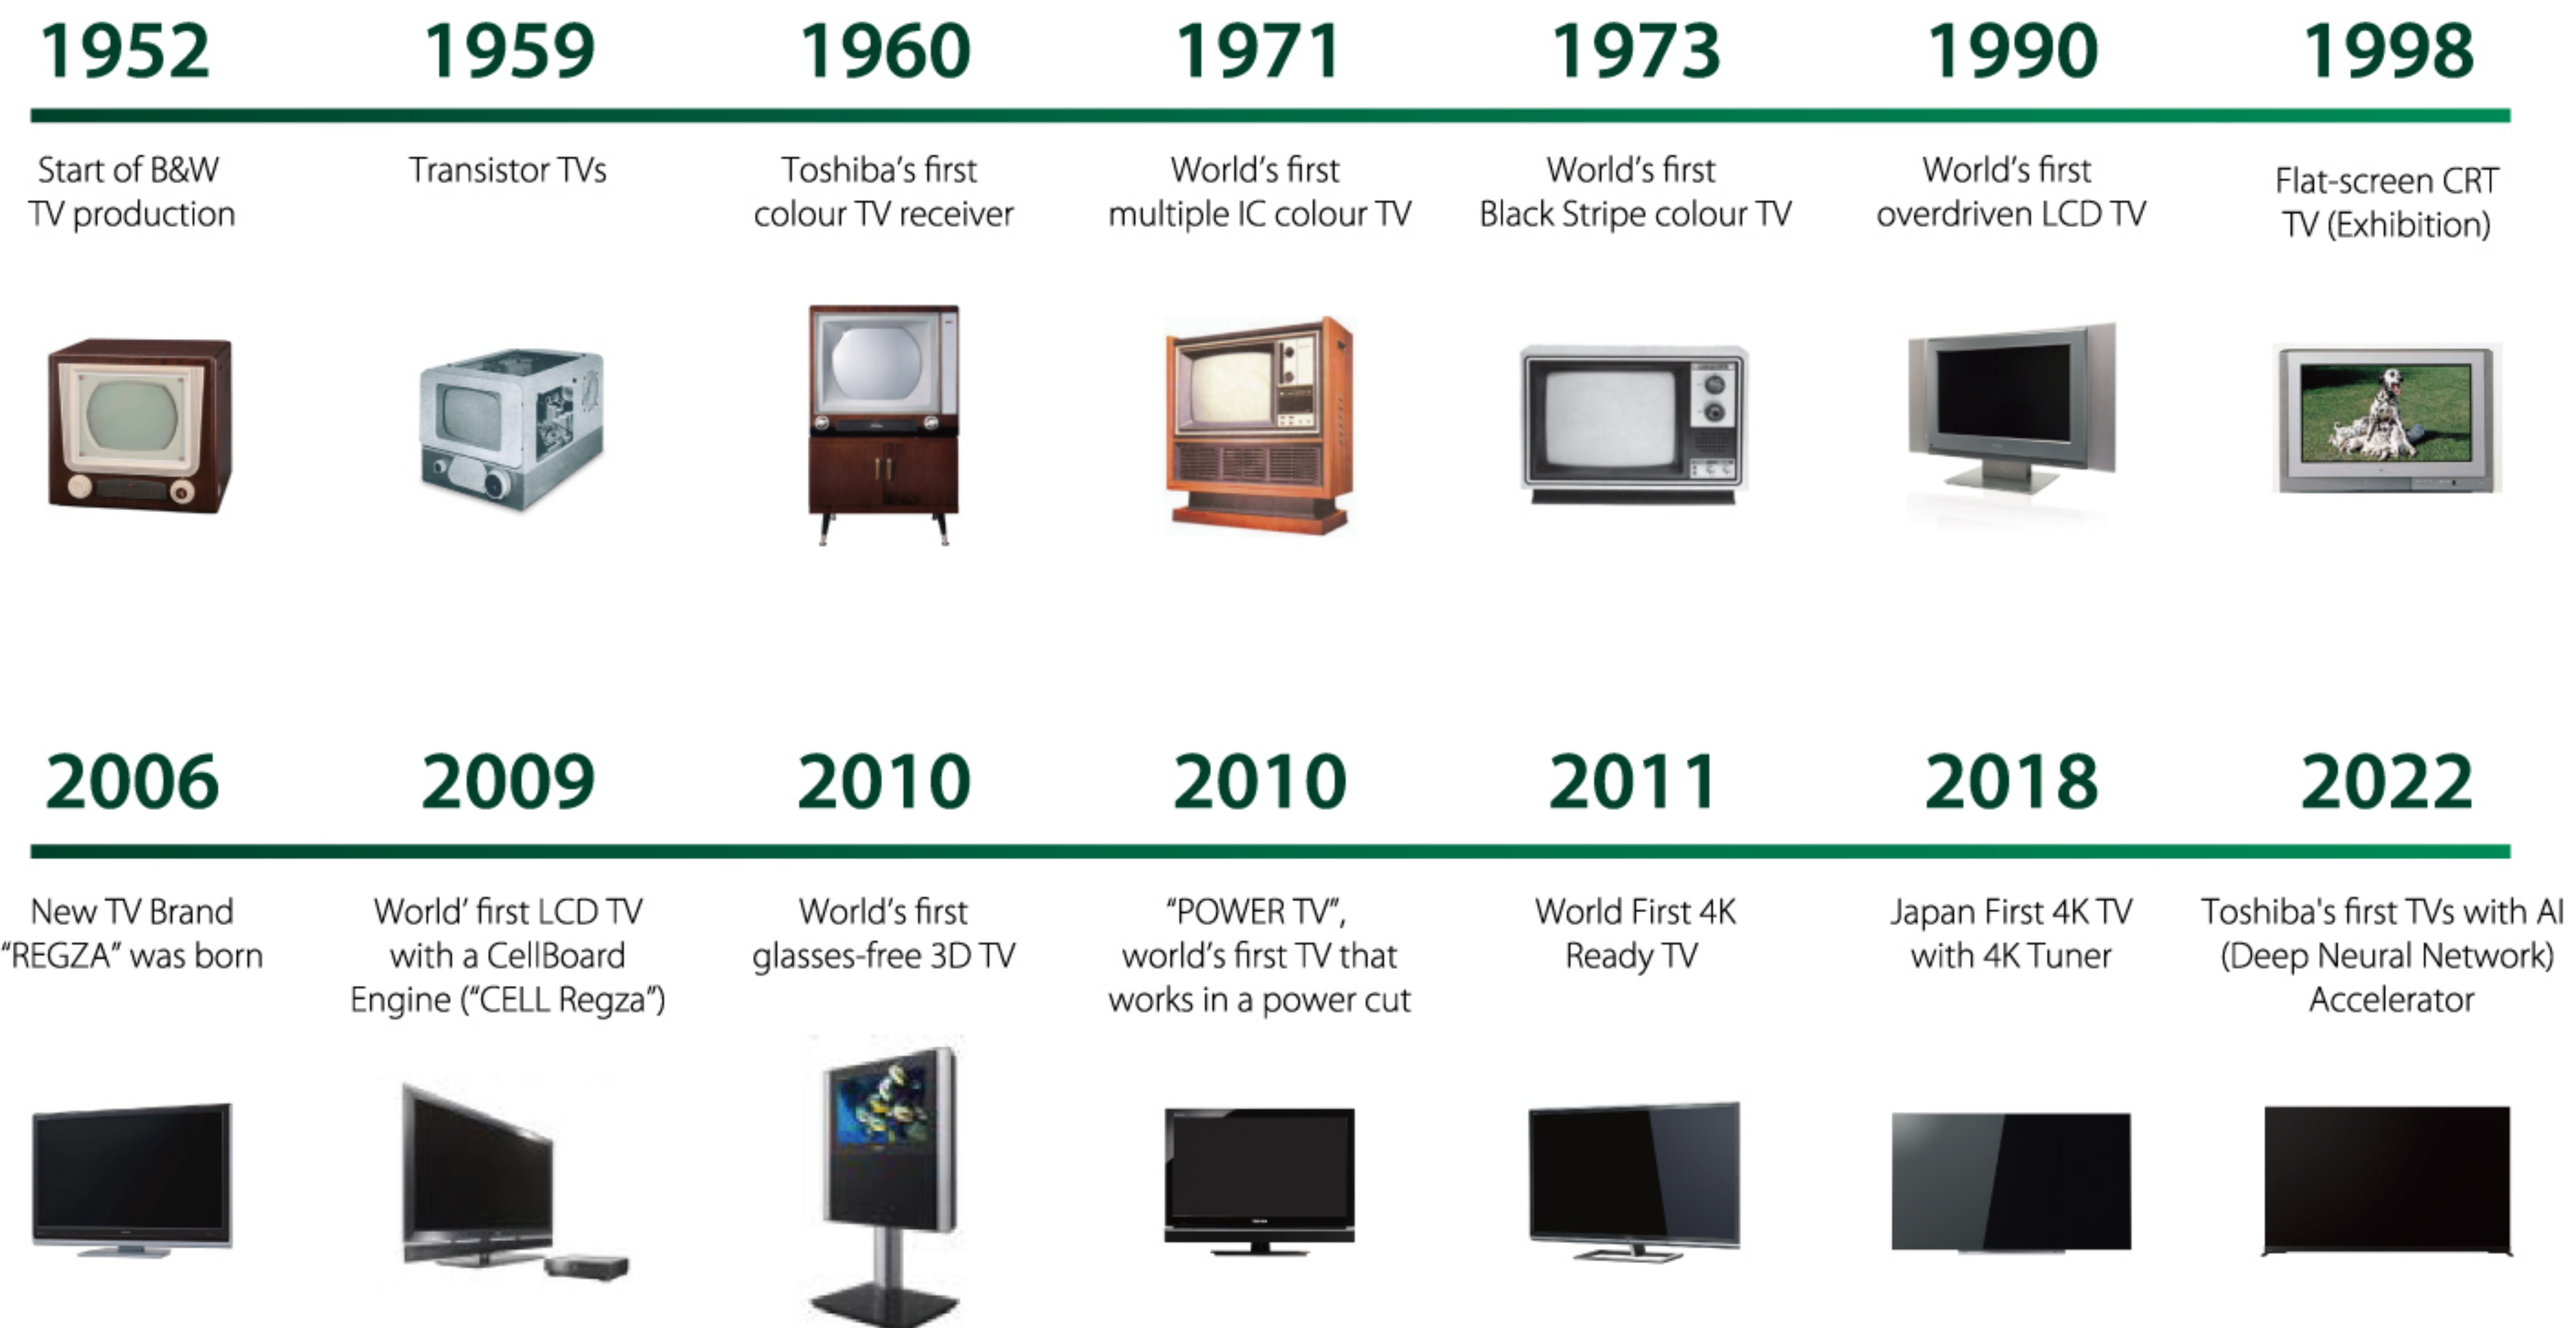 1952
1959
1960
1971
1973
1990
1998
Start of B&W
TV production
Transistor TVs
Toshiba's first
colour TV receiver
World's first
multiple IC colour TV
World's first
Black Stripe colour TV
World's first
overdriven LCD TV
Flat-screen CRT
TV (Exhibition)
2006
2009
2010
2010
2011
2018
2022
New TV Brand
“REGZA” was born
World’ first LCD TV
with a CellBoard
Engine (“CELL Regza”)
World's first
glasses-free 3D TV
“POWER TV”,
world's first TV that
works in a power cut
World First 4K
Ready TV
Japan First 4K TV
with 4K Tuner
Toshiba's first TVs with AI
(Deep Neural Network)
Accelerator